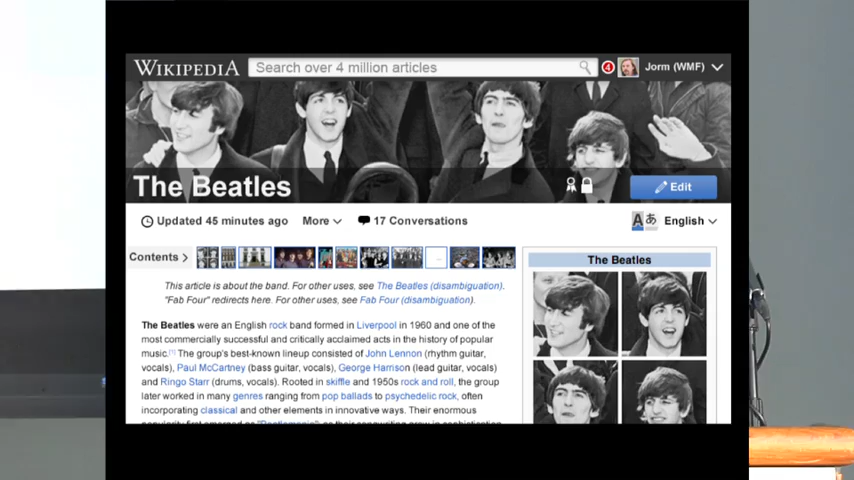 WIKIPEDIA
Search over 4 million articles
4
Jorm (WMF)
The Beatles
Edit
Updated 45 minutes ago
More
17 Conversations
A あ
English
Contents
The Beatles
This article is about the band. For other uses, see The Beatles (disambiguation).
"Fab Four" redirects here. For other uses, see Fab Four (disambiguation).
The Beatles were an English rock band formed in Liverpool in 1960 and one of the
most commercially successful and critically acclaimed acts in the history of popular
music.[1] The group's best-known lineup consisted of John Lennon (rhythm guitar,
vocals), Paul McCartney (bass guitar, vocals), George Harrison (lead guitar, vocals)
and Ringo Starr (drums, vocals). Rooted in skiffle and 1950s rock and roll, the group
later worked in many genres ranging from pop ballads to psychedelic rock, often
incorporating classical and other elements in innovative ways. Their enormous